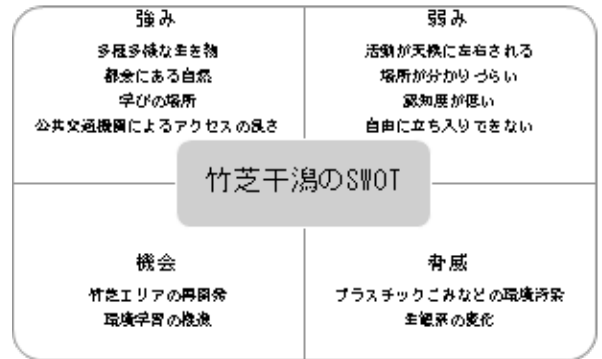 強み
多種多様な生き物
都会にある自然
学びの場所
公共交通機関によるアクセスの良さ
弱み
活動が天候に左右される
場所が分かりづらい
認知度が低い
自由に立ち入りできない
竹芝干潟のSWOT
機会
竹芝エリアの再開発
環境学習の推進
脅威
プラスチックごみなどの環境汚染
生態系の変化